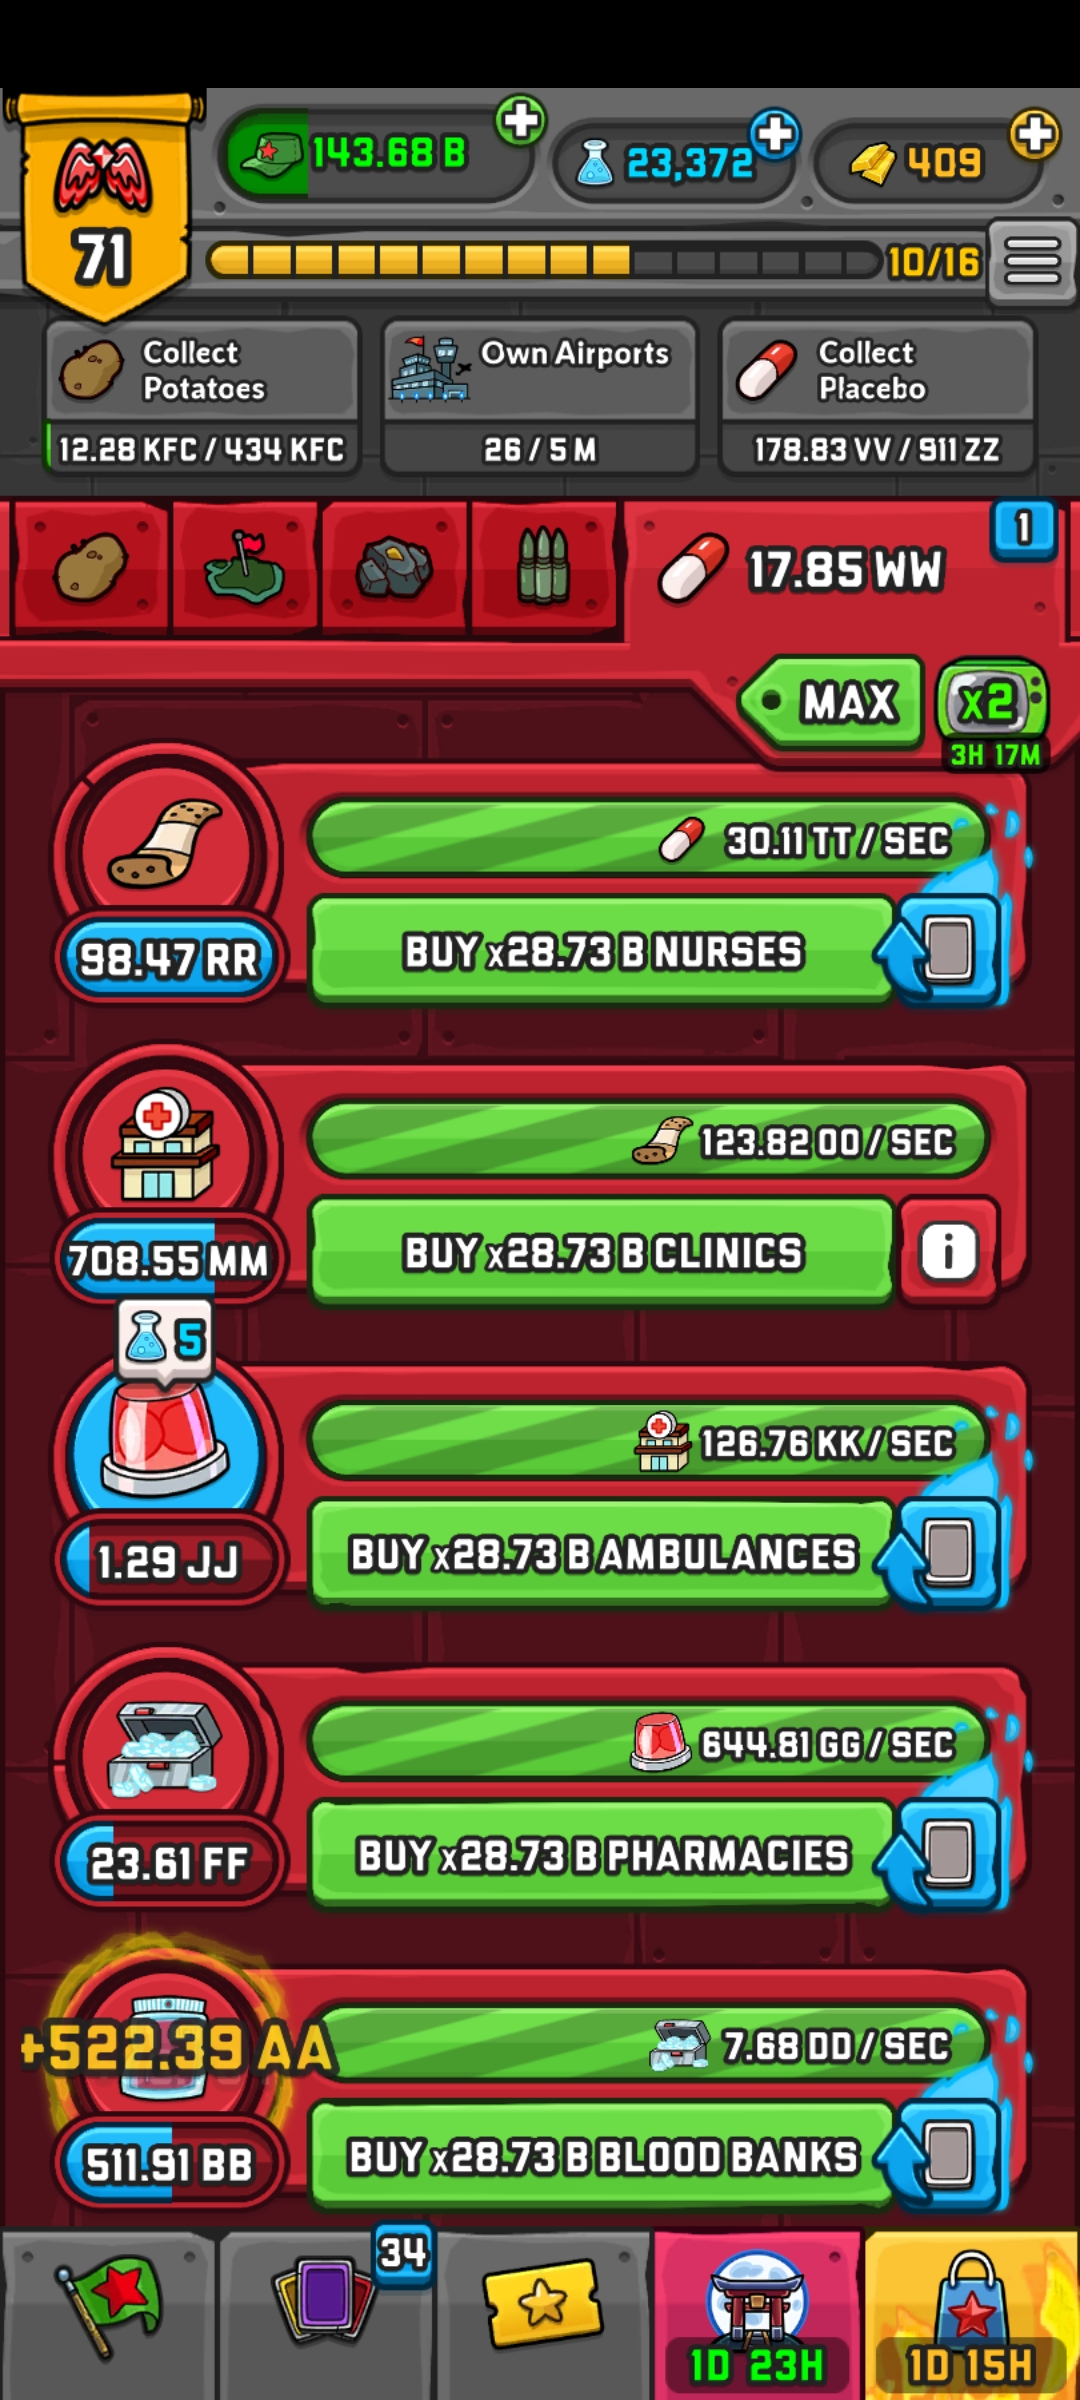 143.68 B
23,372
409
71
10/16
Collect
Potatoes
12.28 KFC / 434 KFC
Own Airports
26 / 5 M
Collect
Placebo
178.83 VV / 911 ZZ
17.85 WW
1
MAX
x2
3H 17M
30.11 TT / SEC
98.47 RR
BUY x28.73 B NURSES
123.82 OO / SEC
708.55 MM
BUY x28.73 B CLINICS
i
5
126.76 KK / SEC
1.29 JJ
BUY x28.73 B AMBULANCES
644.81 GG / SEC
23.61 FF
BUY x28.73 B PHARMACIES
+522.39 AA
7.68 DD / SEC
511.91 BB
BUY x28.73 B BLOOD BANKS
34
1D 23H
1D 15H